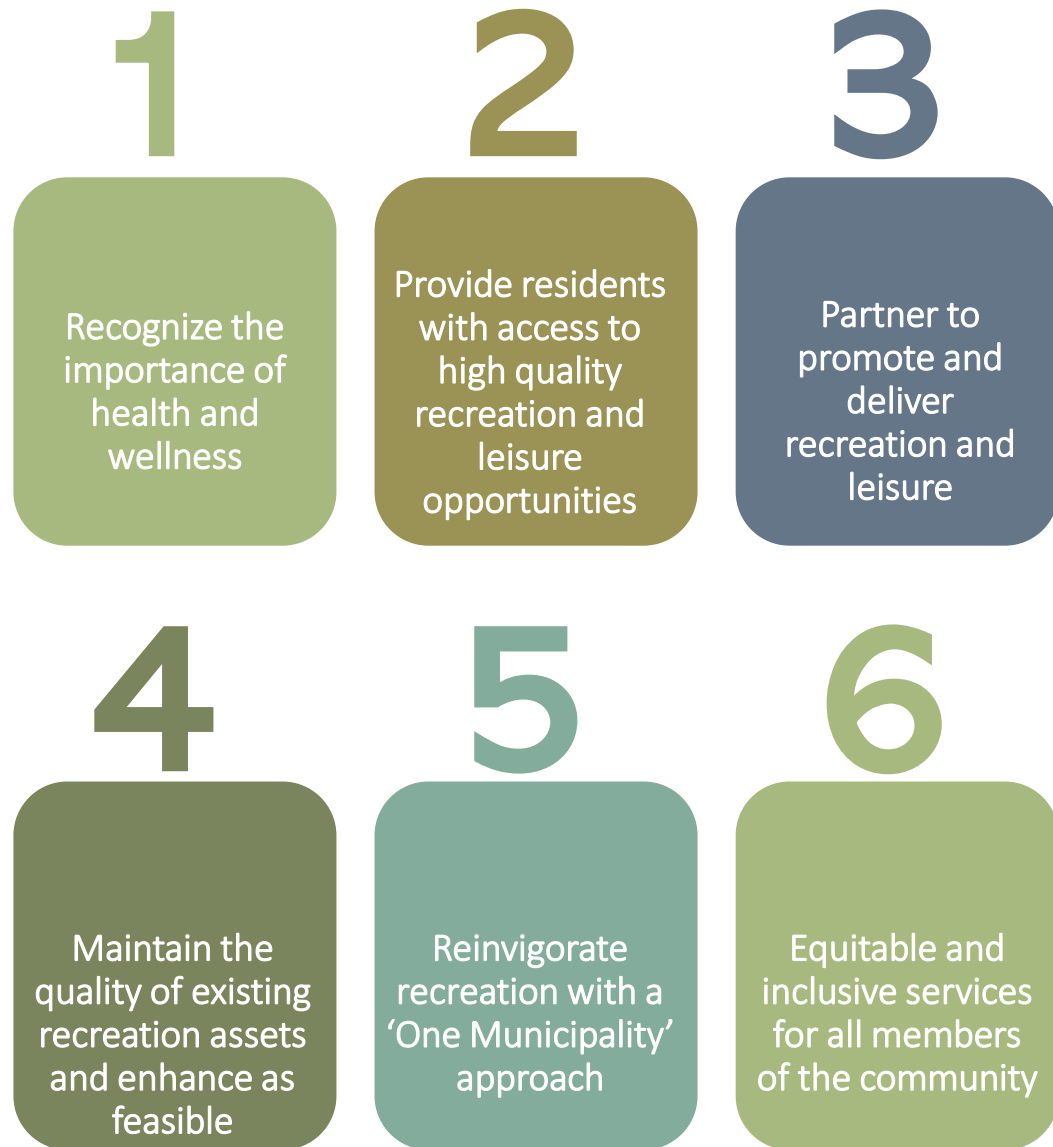 1
2
3
Recognize the
importance of
health and
wellness
Provide residents
with access to
high quality
recreation and
leisure
opportunities
Partner to
promote and
deliver
recreation and
leisure
4
5
6
Maintain the
quality of existing
recreation assets
and enhance as
feasible
Reinvigorate
recreation with a
‘One Municipality’
approach
Equitable and
inclusive services
for all members
of the community